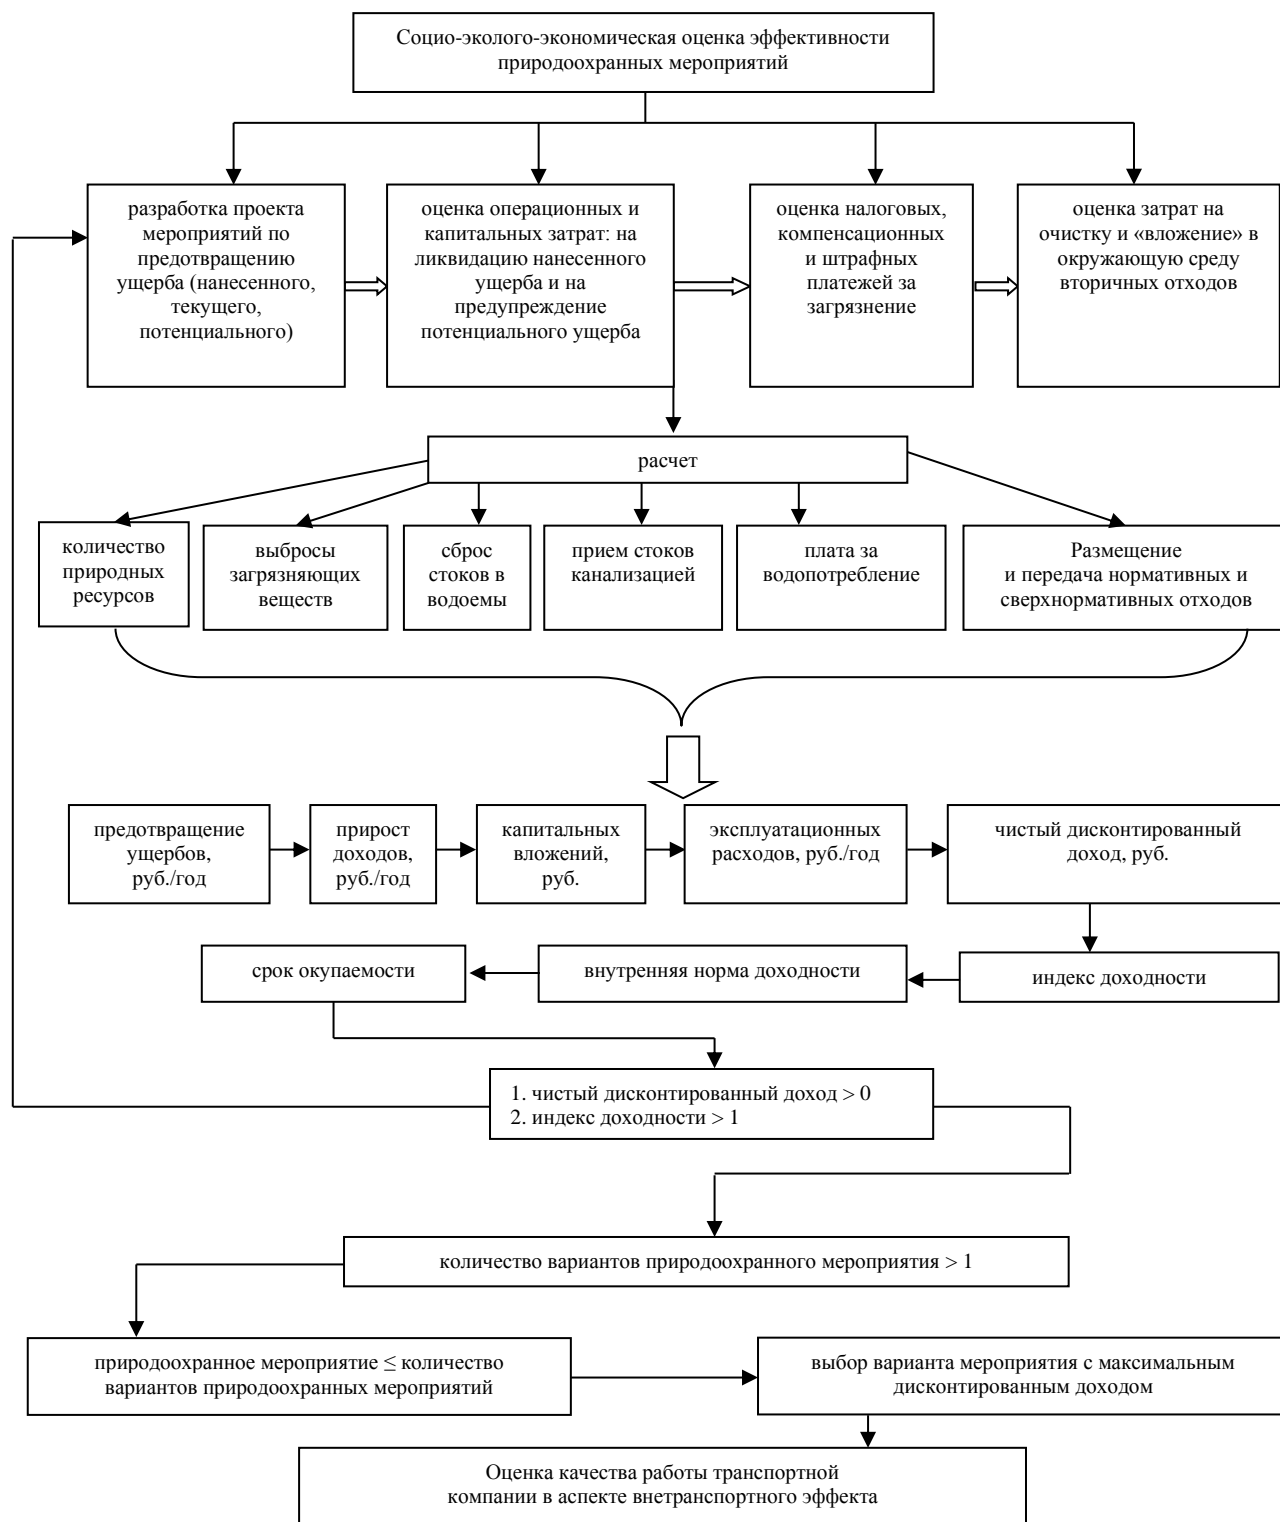 Социо-эколого-экономическая оценка эффективности
природоохранных мероприятий
разработка проекта
мероприятий по
предотвращению
ущерба (нанесенного,
текущего,
потенциального)
оценка операционных и
капитальных затрат: на
ликвидацию нанесенного
ущерба и на
предупреждение
потенциального ущерба
оценка налоговых,
компенсационных
и штрафных
платежей за
загрязнение
оценка затрат на
очистку и «вложение» в
окружающую среду
вторичных отходов
расчет
количество
природных
ресурсов
выбросы
загрязняющих
веществ
сброс
стоков в
водоемы
прием стоков
канализацией
плата за
водопотребление
Размещение
и передача нормативных и
сверхнормативных отходов
предотвращение
ущербов,
руб./год
прирост
доходов,
руб./год
капитальных
вложений,
руб.
эксплуатационных
расходов, руб./год
чистый дисконтированный
доход, руб.
срок окупаемости
внутренняя норма доходности
индекс доходности
1. чистый дисконтированный доход > 0
2. индекс доходности > 1
количество вариантов природоохранного мероприятия > 1
природоохранное мероприятие ≤ количество
вариантов природоохранных мероприятий
выбор варианта мероприятия с максимальным
дисконтированным доходом
Оценка качества работы транспортной
компании в аспекте внетранспортного эффекта